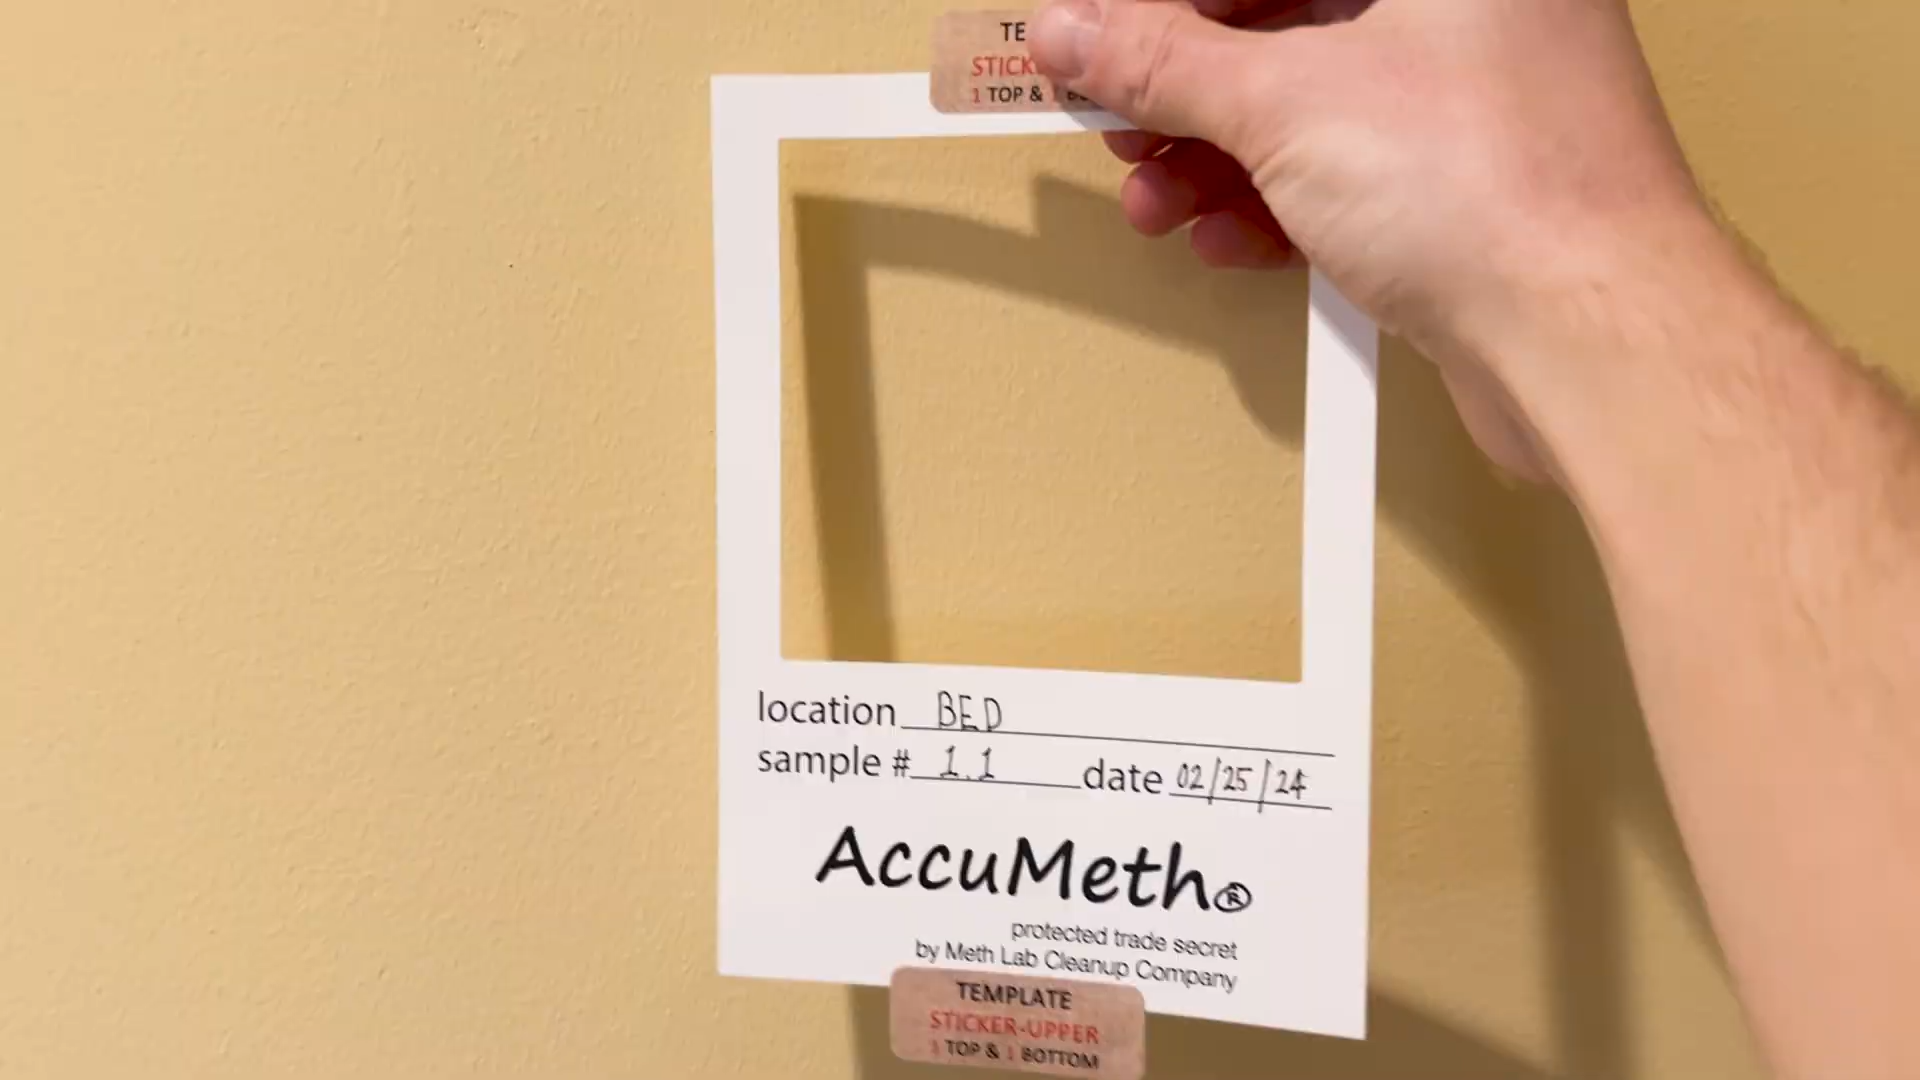 TE
STICK
1 TOP & 1
location BED
sample # 1.1 date 02/25/24
AccuMeth®
protected trade secret
by Meth Lab Cleanup Company
TEMPLATE
STICKER-UPPER
1 TOP & 1 BOTTOM